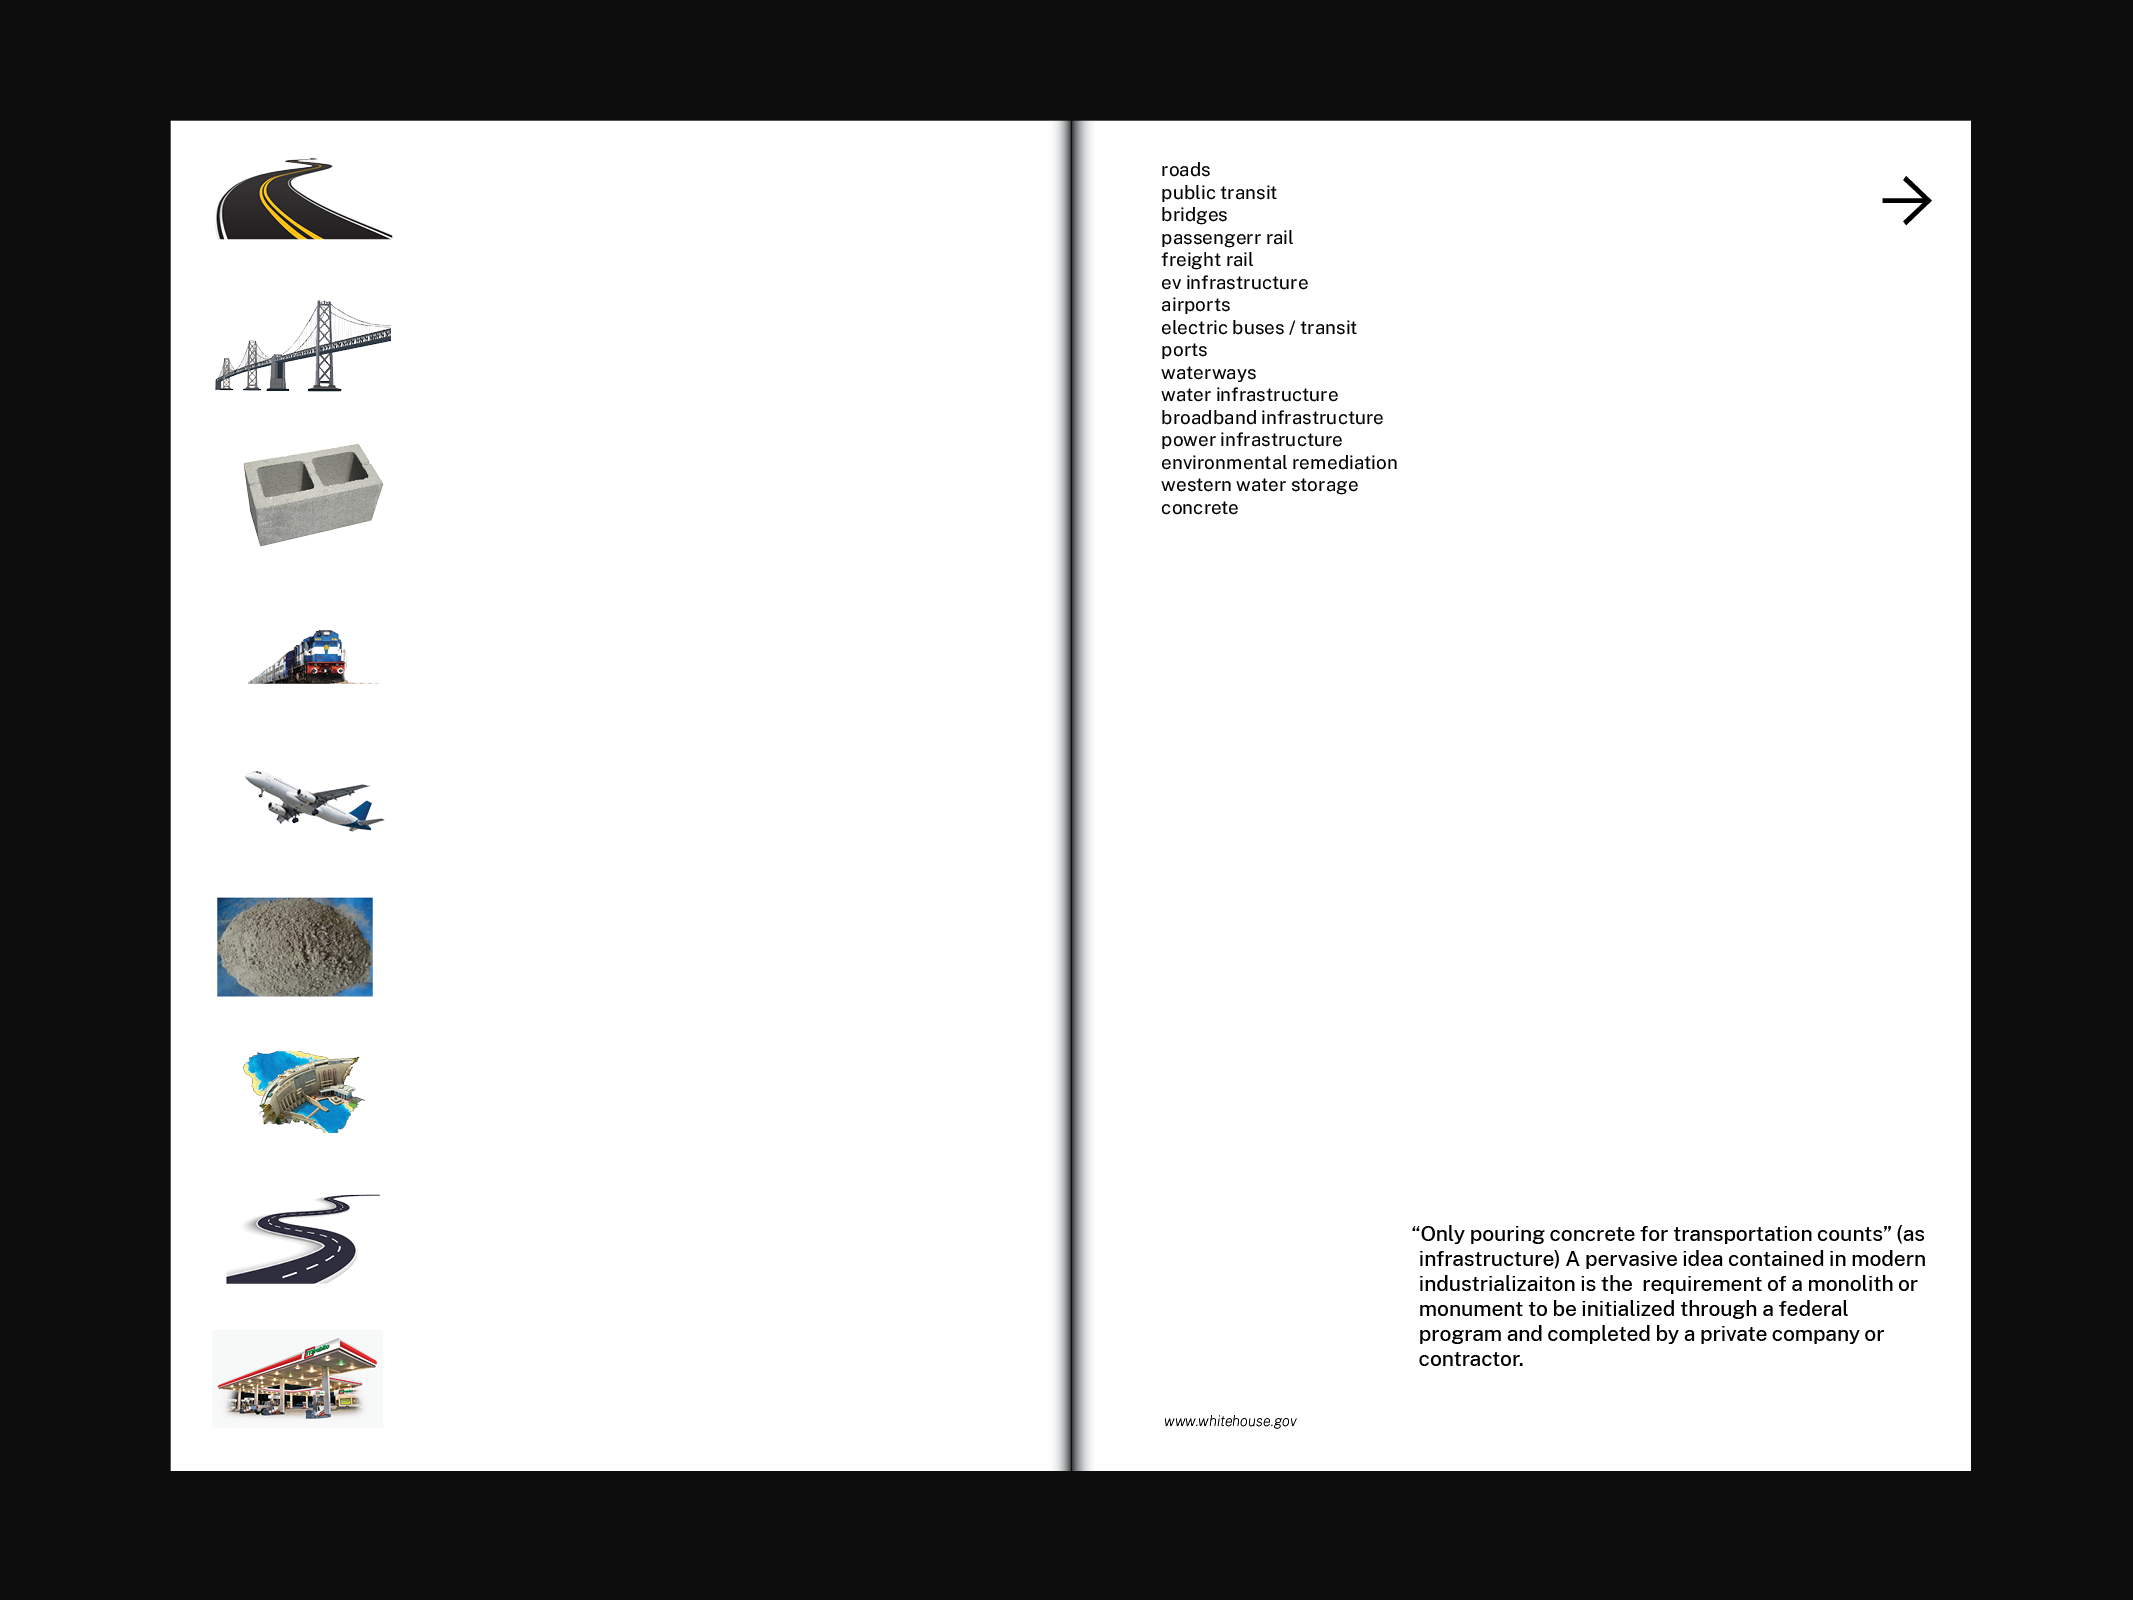 roads
public transit
bridges
passengerr rail
freight rail
ev infrastructure
airports
electric buses / transit
ports
waterways
water infrastructure
broadband infrastructure
power infrastructure
environmental remediation
western water storage
concrete
“Only pouring concrete for transportation counts” (as
infrastructure) A pervasive idea contained in modern
industrializaiton is the  requirement of a monolith or
monument to be initialized through a federal
program and completed by a private company or
contractor.
www.whitehouse.gov